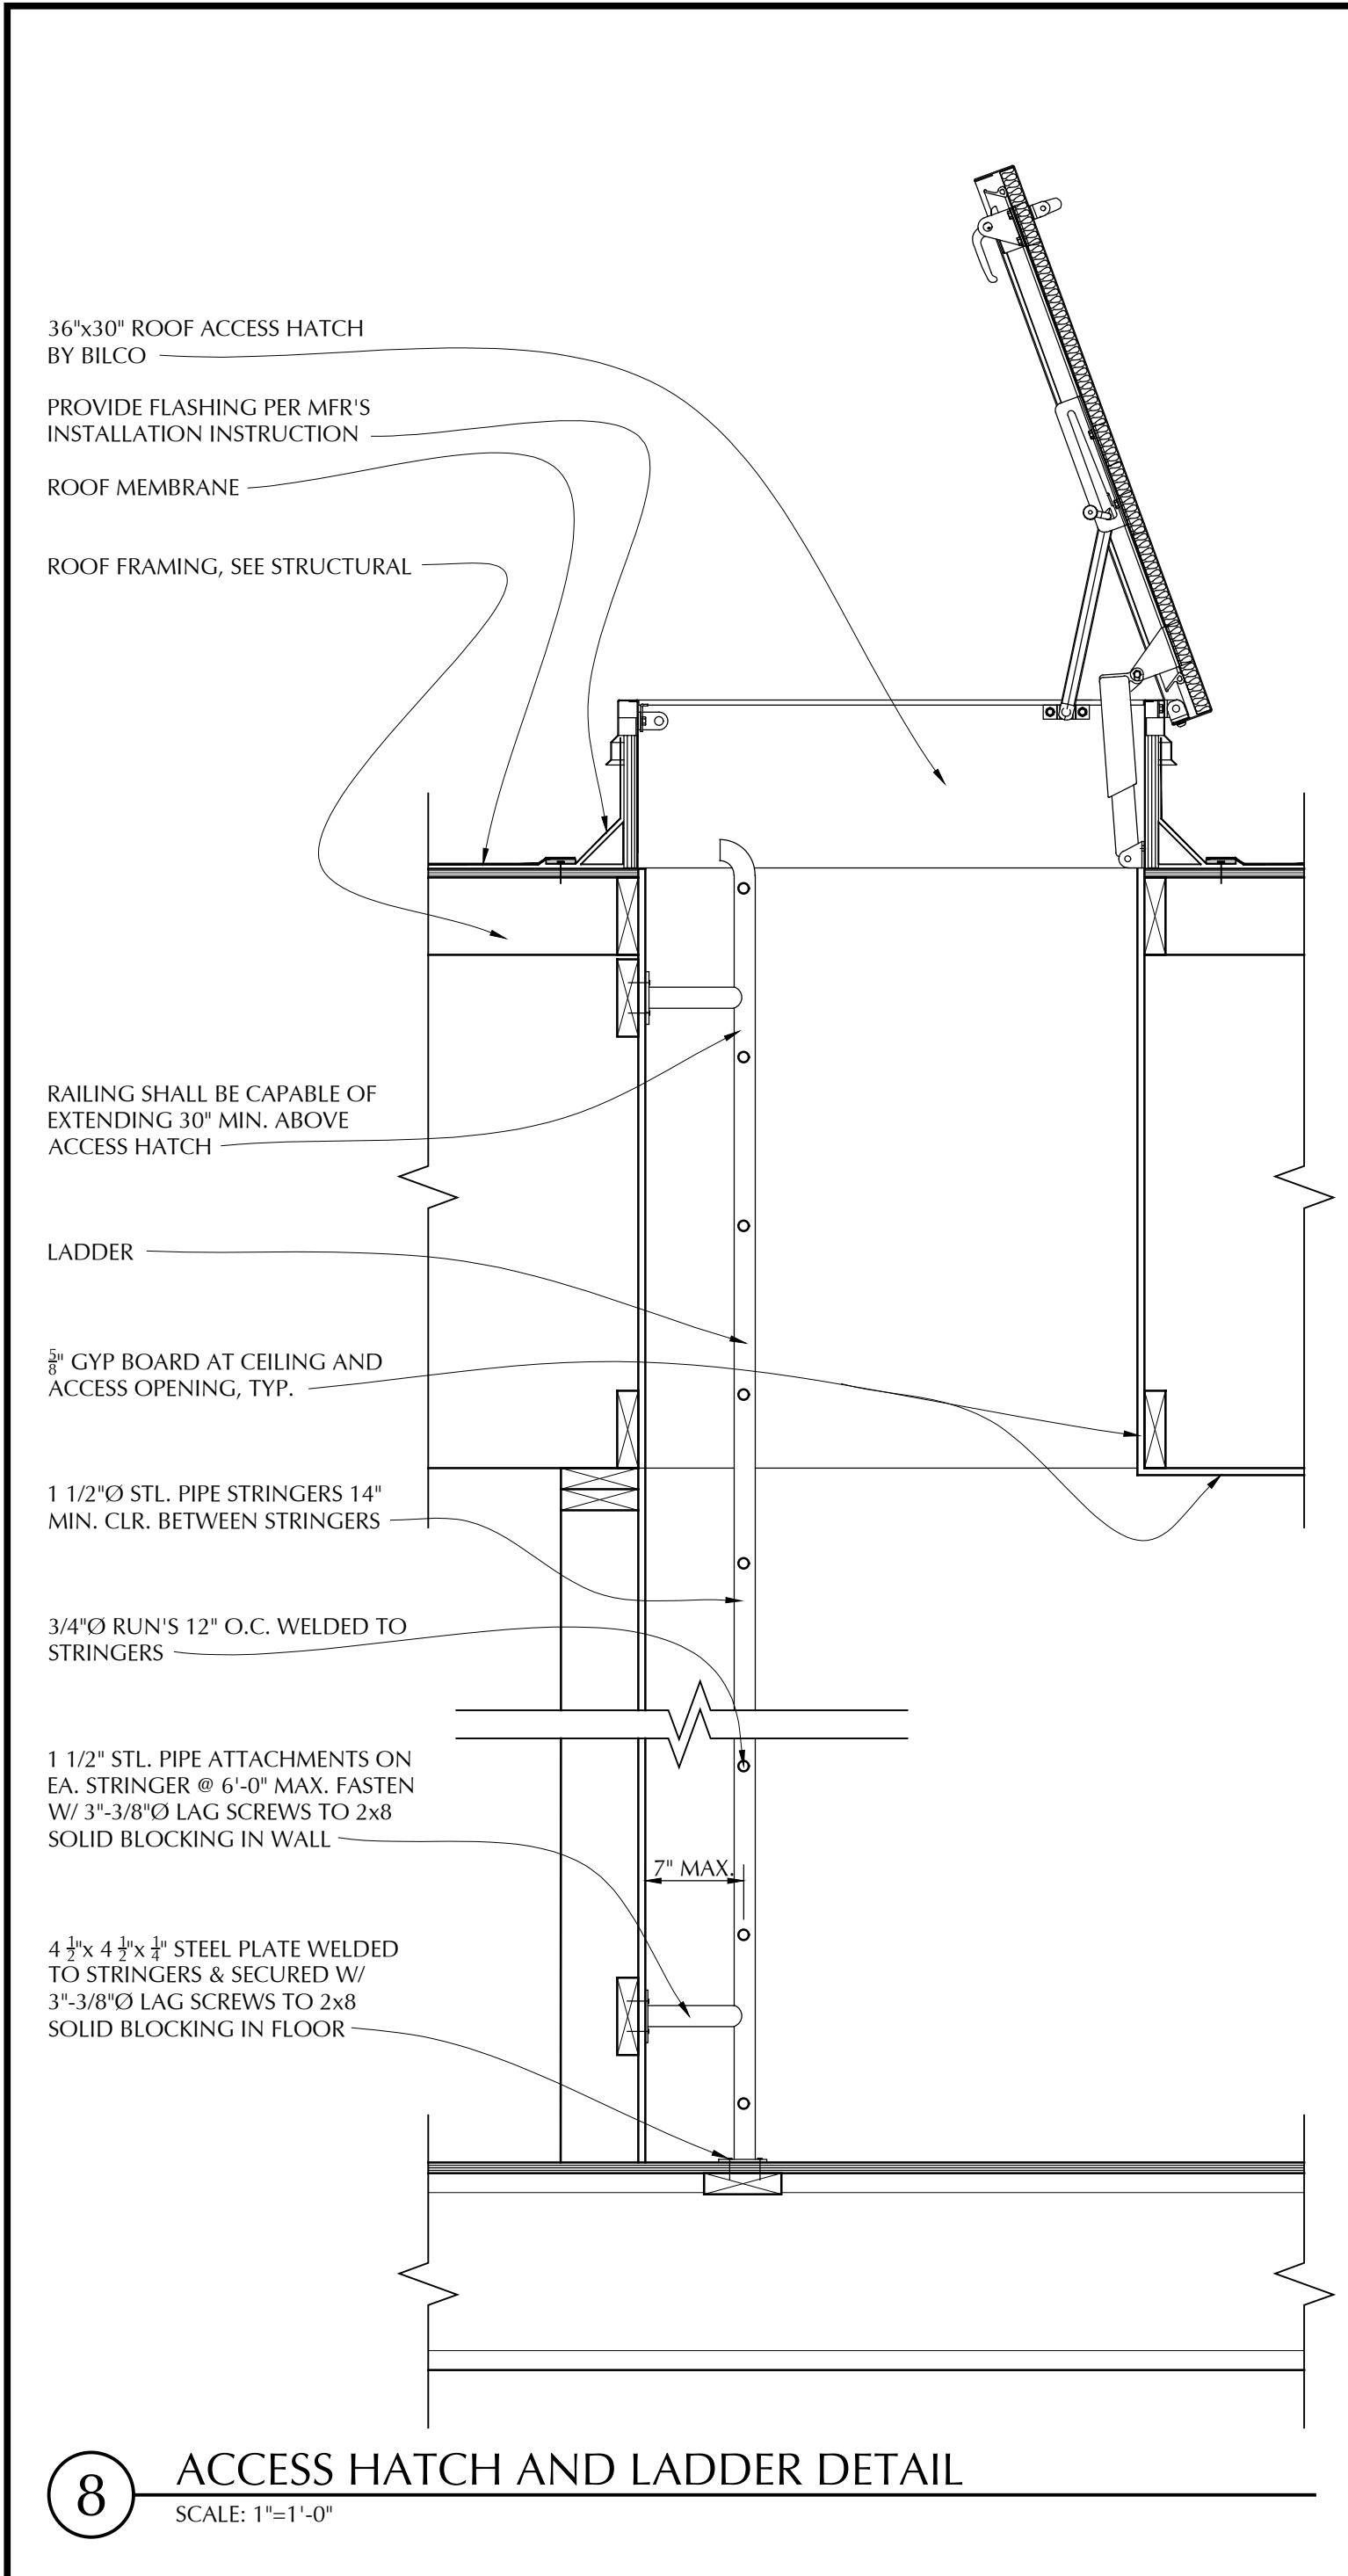 36"x30" ROOF ACCESS HATCH
BY BILCO
PROVIDE FLASHING PER MFR'S
INSTALLATION INSTRUCTION
ROOF MEMBRANE
ROOF FRAMING, SEE STRUCTURAL
RAILING SHALL BE CAPABLE OF
EXTENDING 30" MIN. ABOVE
ACCESS HATCH
LADDER
5/8" GYP BOARD AT CEILING AND
ACCESS OPENING, TYP.
1 1/2"Ø STL. PIPE STRINGERS 14"
MIN. CLR. BETWEEN STRINGERS
3/4"Ø RUN'S 12" O.C. WELDED TO
STRINGERS
1 1/2" STL. PIPE ATTACHMENTS ON
EA. STRINGER @ 6'-0" MAX. FASTEN
W/ 3"-3/8"Ø LAG SCREWS TO 2x8
SOLID BLOCKING IN WALL
7" MAX.
4 1/2"x 4 1/2"x 1/4" STEEL PLATE WELDED
TO STRINGERS & SECURED W/
3"-3/8"Ø LAG SCREWS TO 2x8
SOLID BLOCKING IN FLOOR
8
ACCESS HATCH AND LADDER DETAIL
SCALE: 1"=1'-0"